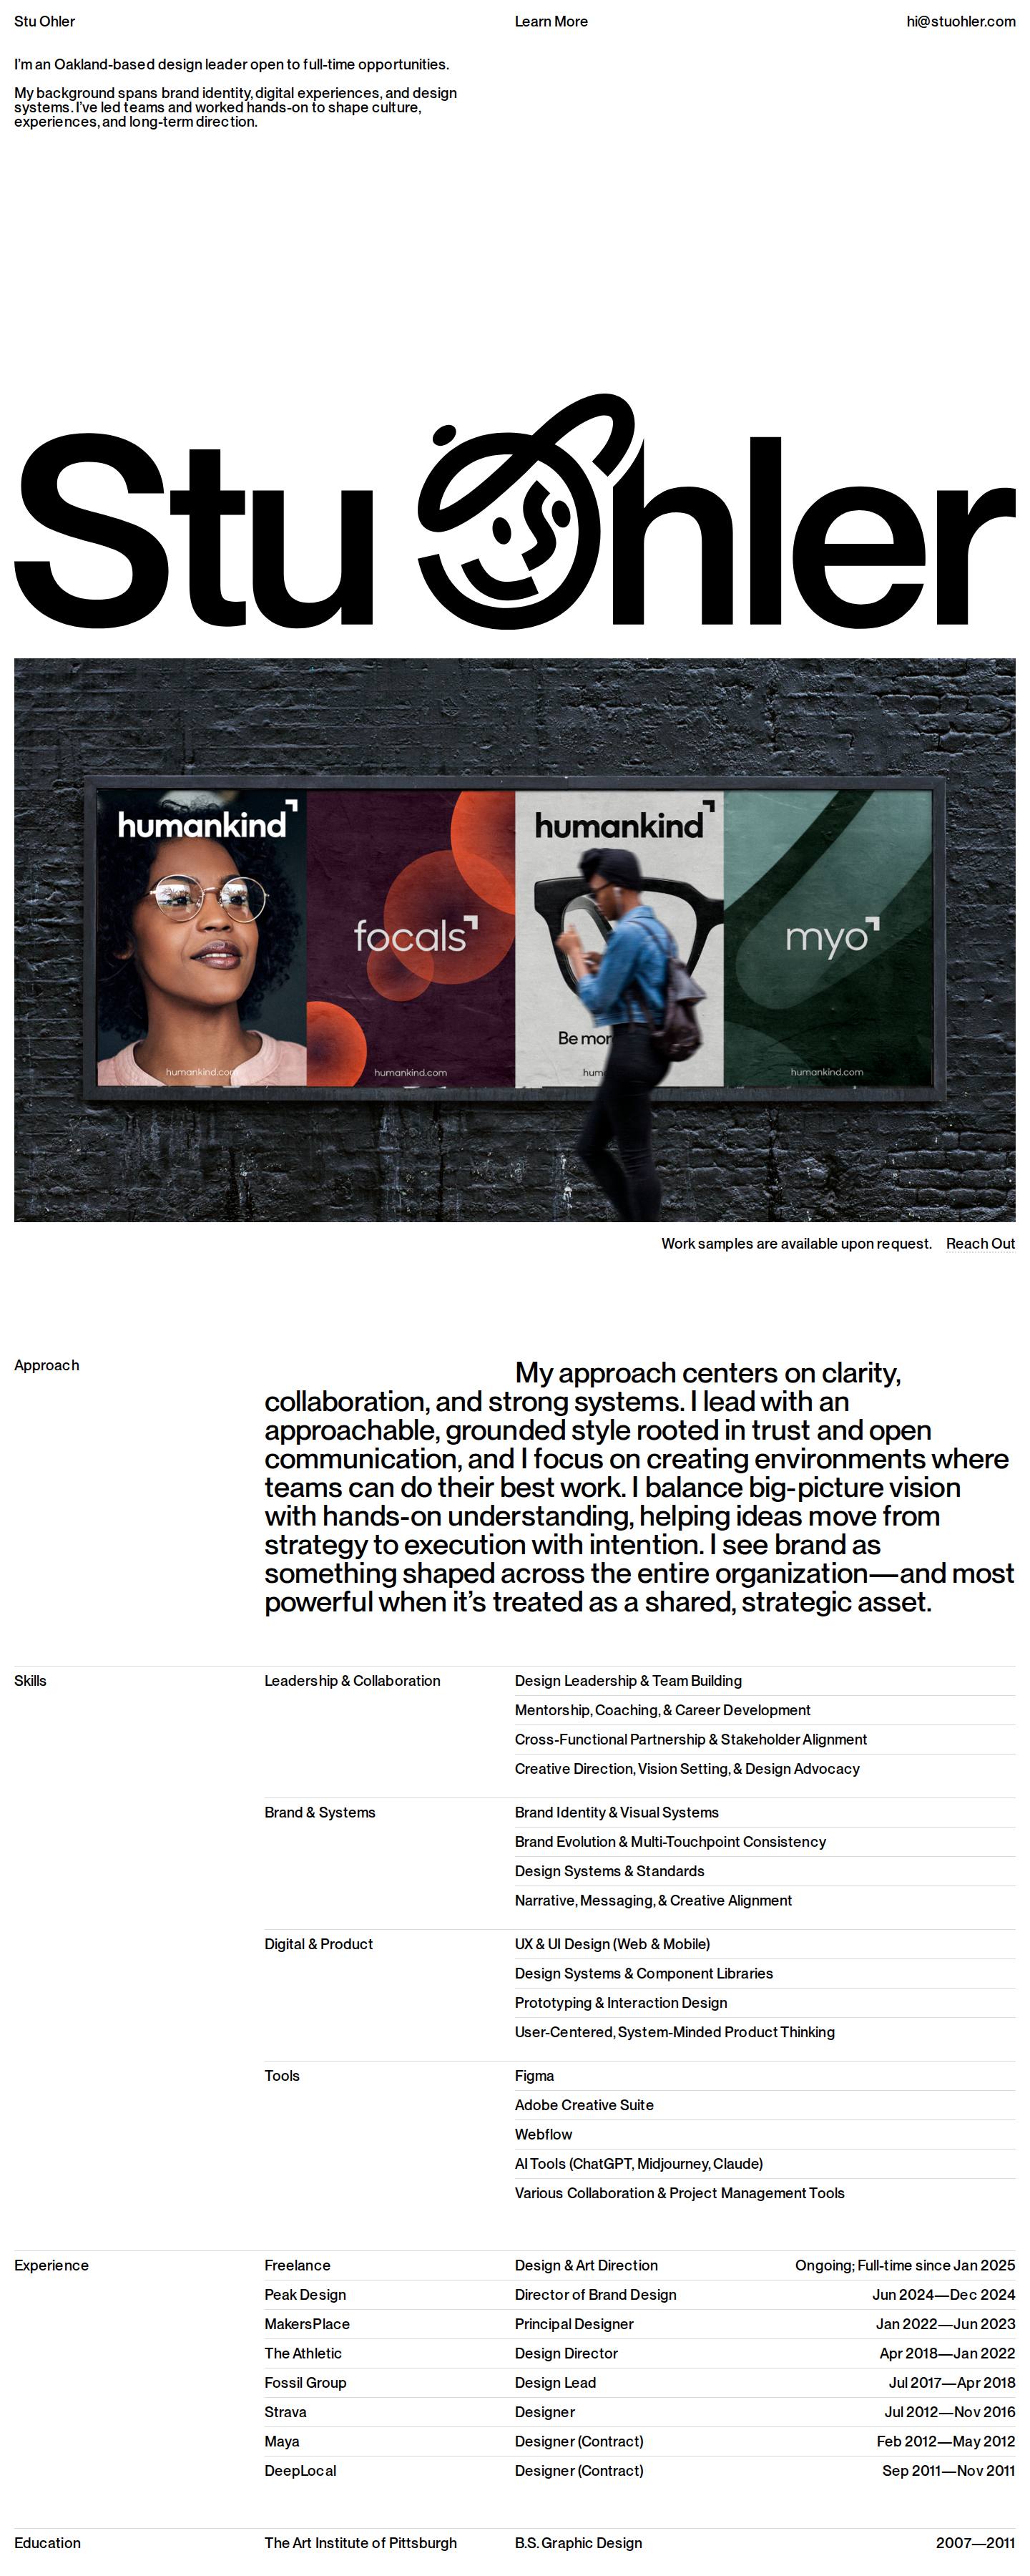 Stu Ohler
Learn More
hi@stuohler.com
I’m an Oakland-based design leader open to full-time opportunities.
My background spans brand identity, digital experiences, and design
systems. I’ve led teams and worked hands-on to shape culture,
experiences, and long-term direction.
Stu Ohler
humankind
humankind.com
focals
humankind.com
humankind
Be mor
hum
myo
humankind.com
Work samples are available upon request.
Reach Out
Approach
My approach centers on clarity,
collaboration, and strong systems. I lead with an
approachable, grounded style rooted in trust and open
communication, and I focus on creating environments where
teams can do their best work. I balance big-picture vision
with hands-on understanding, helping ideas move from
strategy to execution with intention. I see brand as
something shaped across the entire organization—and most
powerful when it’s treated as a shared, strategic asset.
Skills
Leadership & Collaboration
Design Leadership & Team Building
Mentorship, Coaching, & Career Development
Cross-Functional Partnership & Stakeholder Alignment
Creative Direction, Vision Setting, & Design Advocacy
Brand & Systems
Brand Identity & Visual Systems
Brand Evolution & Multi-Touchpoint Consistency
Design Systems & Standards
Narrative, Messaging, & Creative Alignment
Digital & Product
UX & UI Design (Web & Mobile)
Design Systems & Component Libraries
Prototyping & Interaction Design
User-Centered, System-Minded Product Thinking
Tools
Figma
Adobe Creative Suite
Webflow
AI Tools (ChatGPT, Midjourney, Claude)
Various Collaboration & Project Management Tools
Experience
Freelance Design & Art Direction Ongoing; Full-time since Jan 2025
Peak Design Director of Brand Design Jun 2024—Dec 2024
MakersPlace Principal Designer Jan 2022—Jun 2023
The Athletic Design Director Apr 2018—Jan 2022
Fossil Group Design Lead Jul 2017—Apr 2018
Strava Designer Jul 2012—Nov 2016
Maya Designer (Contract) Feb 2012—May 2012
DeepLocal Designer (Contract) Sep 2011—Nov 2011
Education
The Art Institute of Pittsburgh B.S. Graphic Design 2007—2011